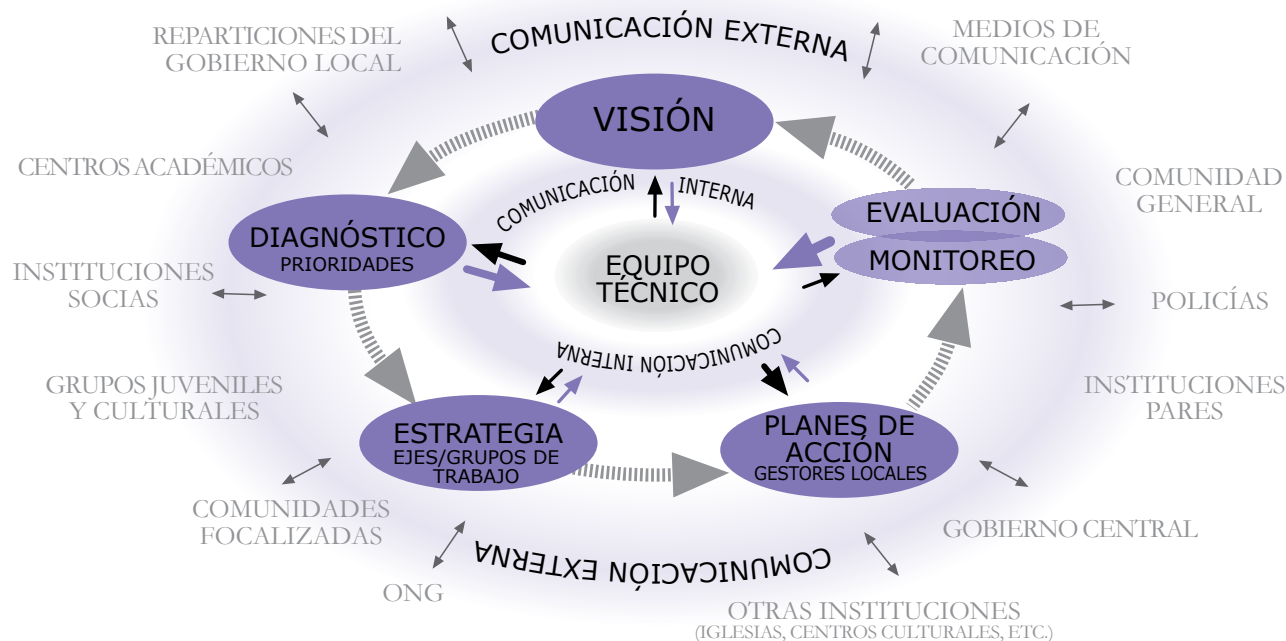 COMUNICACIÓN EXTERNA
REPARTICIONES DEL
GOBIERNO LOCAL
MEDIOS DE
COMUNICACIÓN
VISIÓN
CENTROS ACADÉMICOS
COMUNIDAD
GENERAL
COMUNICACIÓN INTERNA
EVALUACIÓN
MONITOREO
DIAGNÓSTICO
PRIORIDADES
EQUIPO
TÉCNICO
INSTITUCIONES
SOCIAS
POLICÍAS
COMUNICACIÓN INTERNA
GRUPOS JUVENILES
Y CULTURALES
INSTITUCIONES
PARES
ESTRATEGIA
EJES/GRUPOS DE
TRABAJO
PLANES DE
ACCIÓN
GESTORES LOCALES
COMUNIDADES
FOCALIZADAS
GOBIERNO CENTRAL
COMUNICACIÓN EXTERNA
ONG
OTRAS INSTITUCIONES
(IGLESIAS, CENTROS CULTURALES, ETC.)